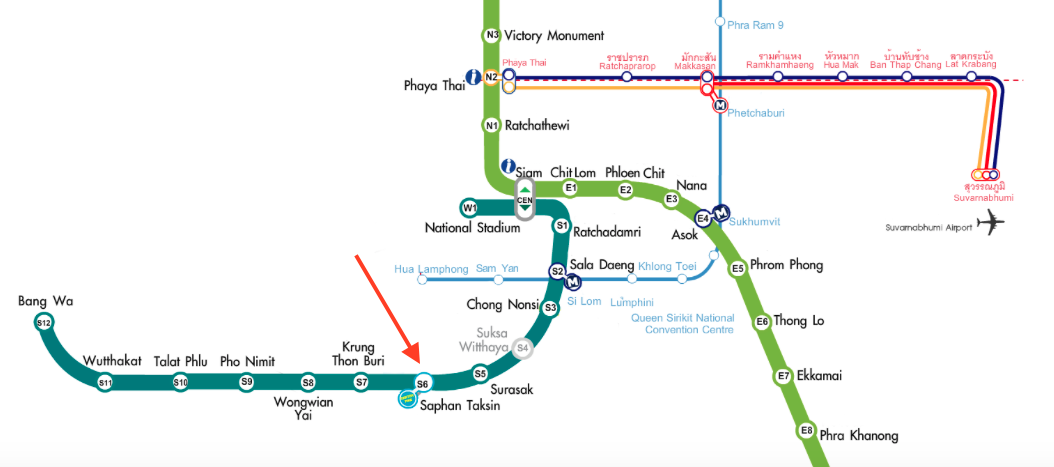 Phra Ram 9
N3 Victory Monument
ราชปรารภ
Ratchaprarop
มักกะสัน
Makkasan
รามคำแหง
Ramkhamhaeng
หัวหมาก
Hua Mak
บ้านทับช้าง
Ban Thap Chang
ลาดกระบัง
Lat Krabang
Phaya Thai
Phaya Thai
N2
Phetchaburi
N1 Ratchathewi
Siam
CEN
Chit Lom
E1
Phloen Chit
E2
Nana
E3
สุวรรณภูมิ
Suvarnabhumi
Suvarnabhumi Airport
W1
National Stadium
S1
Ratchadamri
Asok
E4
Sukhumvit
Hua Lamphong
Sam Yan
S2
Sala Daeng
Khlong Toei
E5
Phrom Phong
Si Lom
Lumphini
Queen Sirikit National
Convention Centre
Bang Wa
S12
Chong Nonsi
S3
E6
Thong Lo
Suksa
Witthaya
S4
Wutthakat
S11
Talat Phlu
S10
Pho Nimit
S9
Wongwian
Yai
S8
Krung
Thon Buri
S7
S6
Saphan Taksin
S5
Surasak
E7
Ekkamai
E8
Phra Khanong